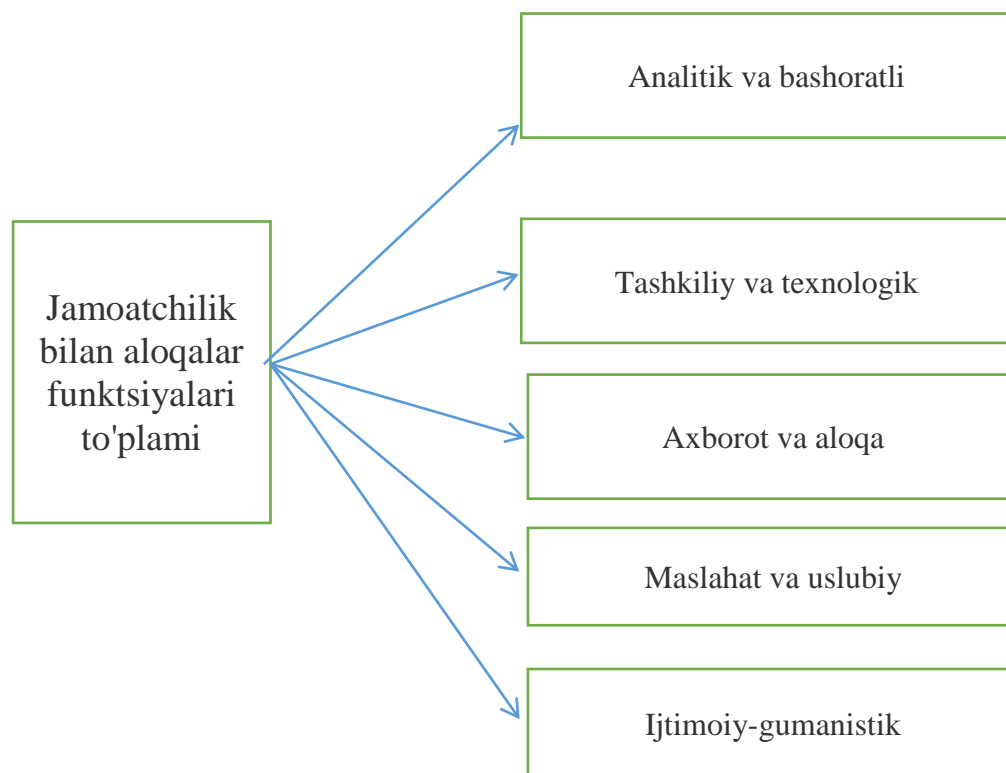 Analitik va bashoratli
Tashkiliy va texnologik
Jamoatchilik
bilan aloqalar
funktsiyalari
to'plami
Axborot va aloqa
Maslahat va uslubiy
Ijtimoiy-gumanistik